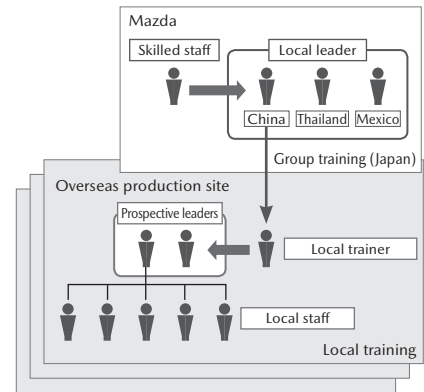 Mazda
Skilled staff
Local leader
China
Thailand
Mexico
Group training (Japan)
Overseas production site
Prospective leaders
Local trainer
Local staff
Local training